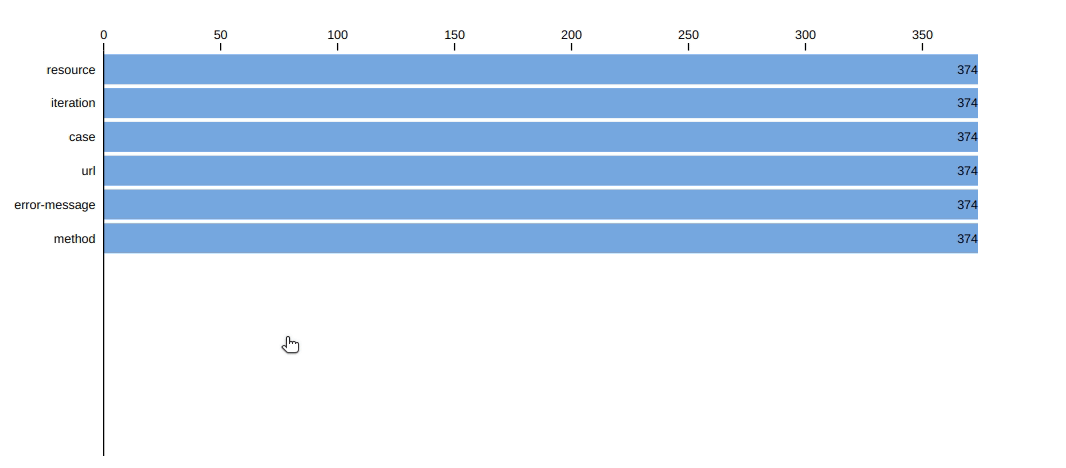 0 50 100 150 200 250 300 350
resource 374
iteration 374
case 374
url 374
error-message 374
method 374